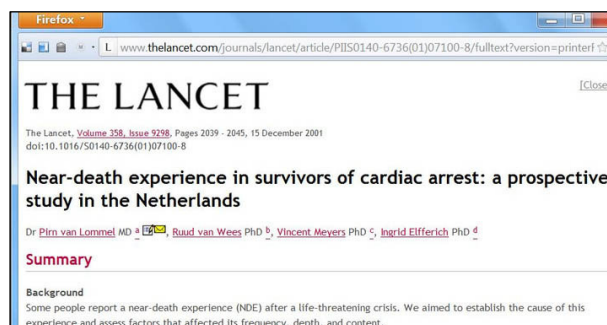 Firefox
www.thelancet.com/journals/lancet/article/PIIS0140-6736(01)07100-8/fulltext?version=printerf
THE LANCET
[Close
The Lancet, Volume 358, Issue 9298, Pages 2039 - 2045, 15 December 2001
doi:10.1016/S0140-6736(01)07100-8
Near-death experience in survivors of cardiac arrest: a prospective
study in the Netherlands
Dr Pirn van Lommel MD a, Ruud van Wees PhD b, Vincent Meyers PhD c, Ingrid Elfferich PhD d
Summary
Background
Some people report a near-death experience (NDE) after a life-threatening crisis. We aimed to establish the cause of this
experience and assess factors that affected its frequency, depth, and content.